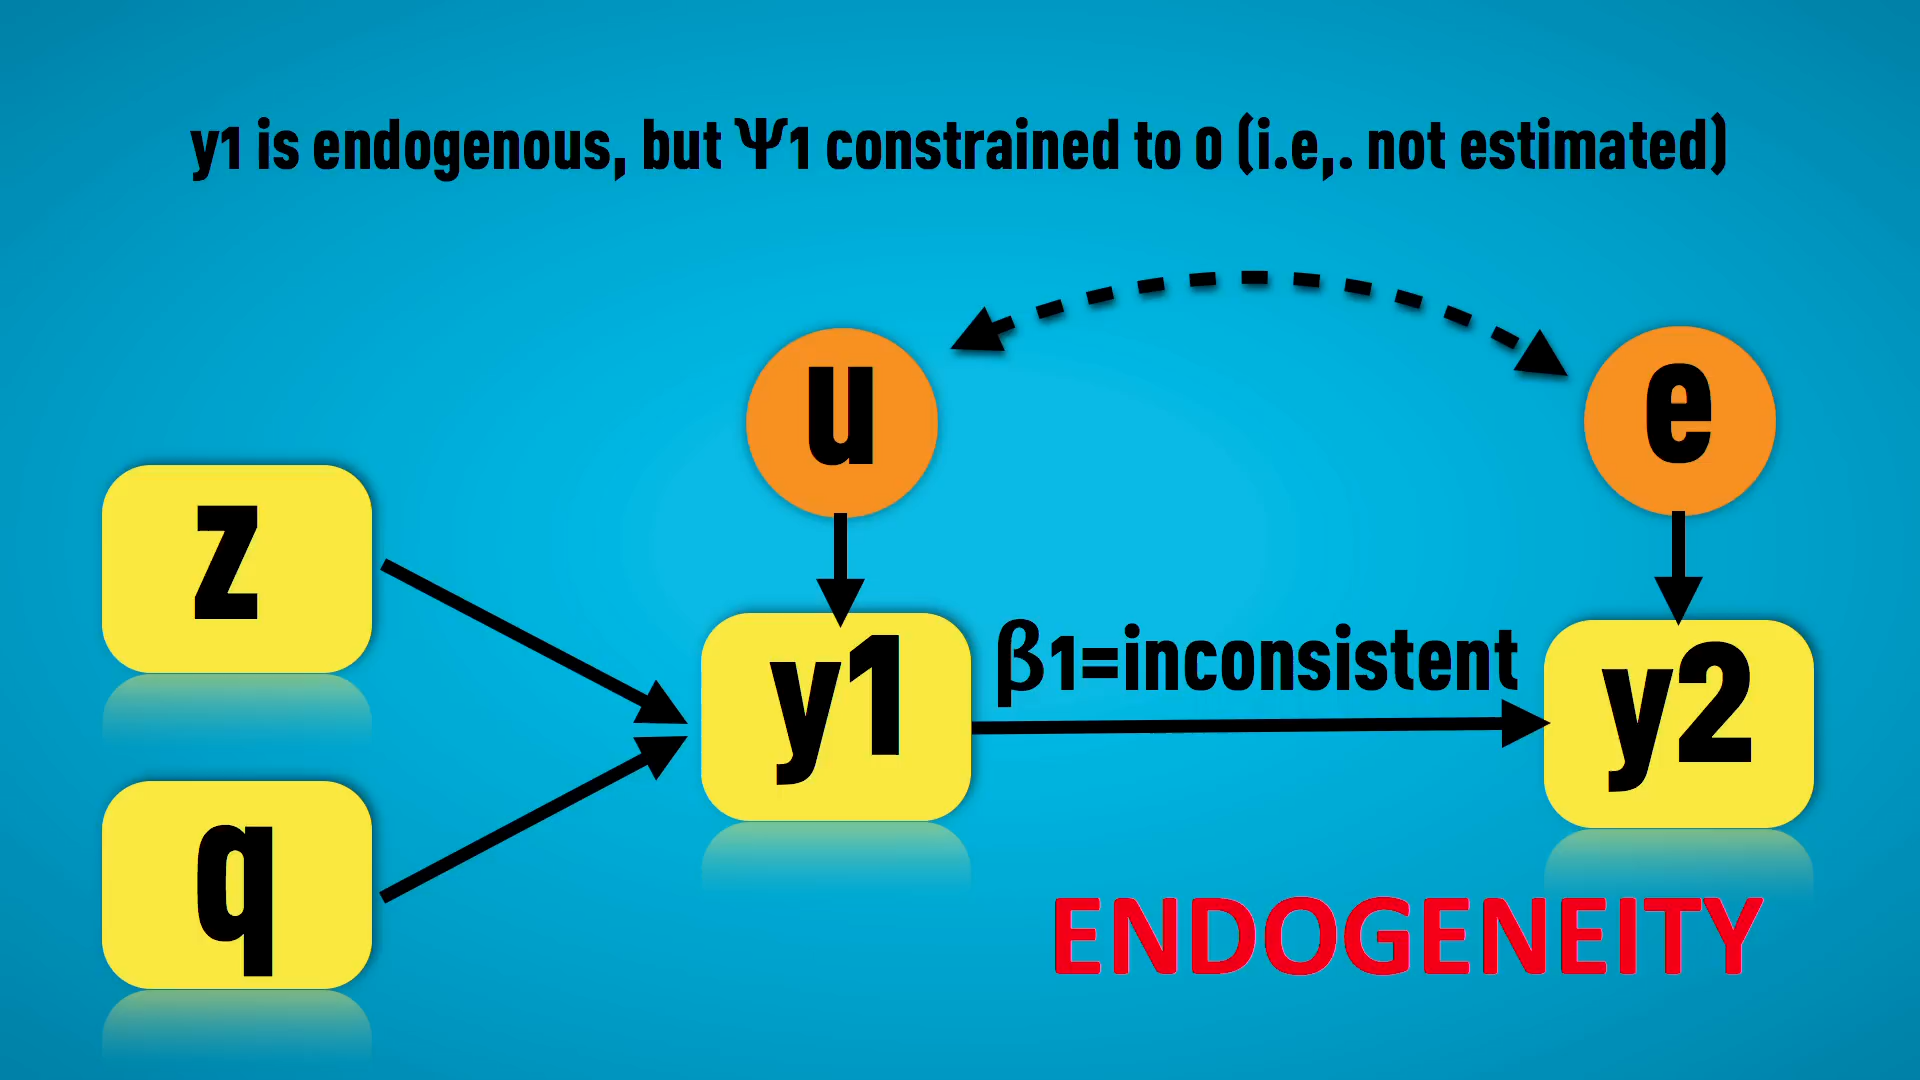 y1 is endogenous, but Ψ1 constrained to 0 (i.e,. not estimated)
u
e
z
y1
β1=inconsistent
y2
q
ENDOGENEITY